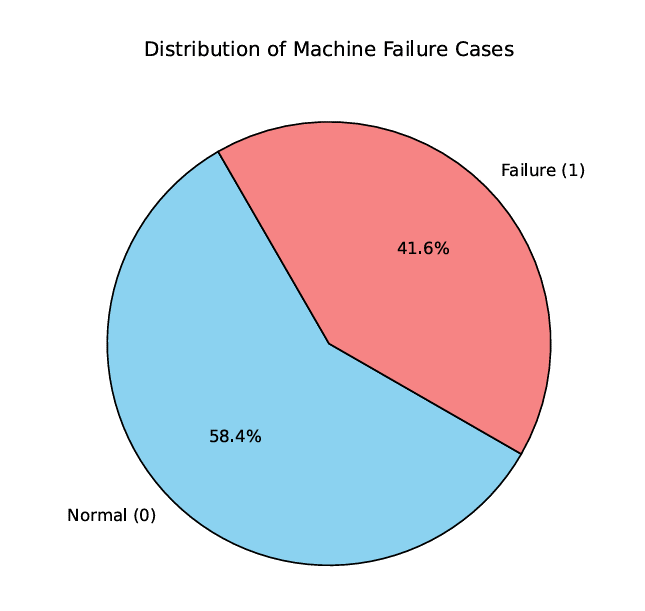 Distribution of Machine Failure Cases
Failure (1)
41.6%
58.4%
Normal (0)